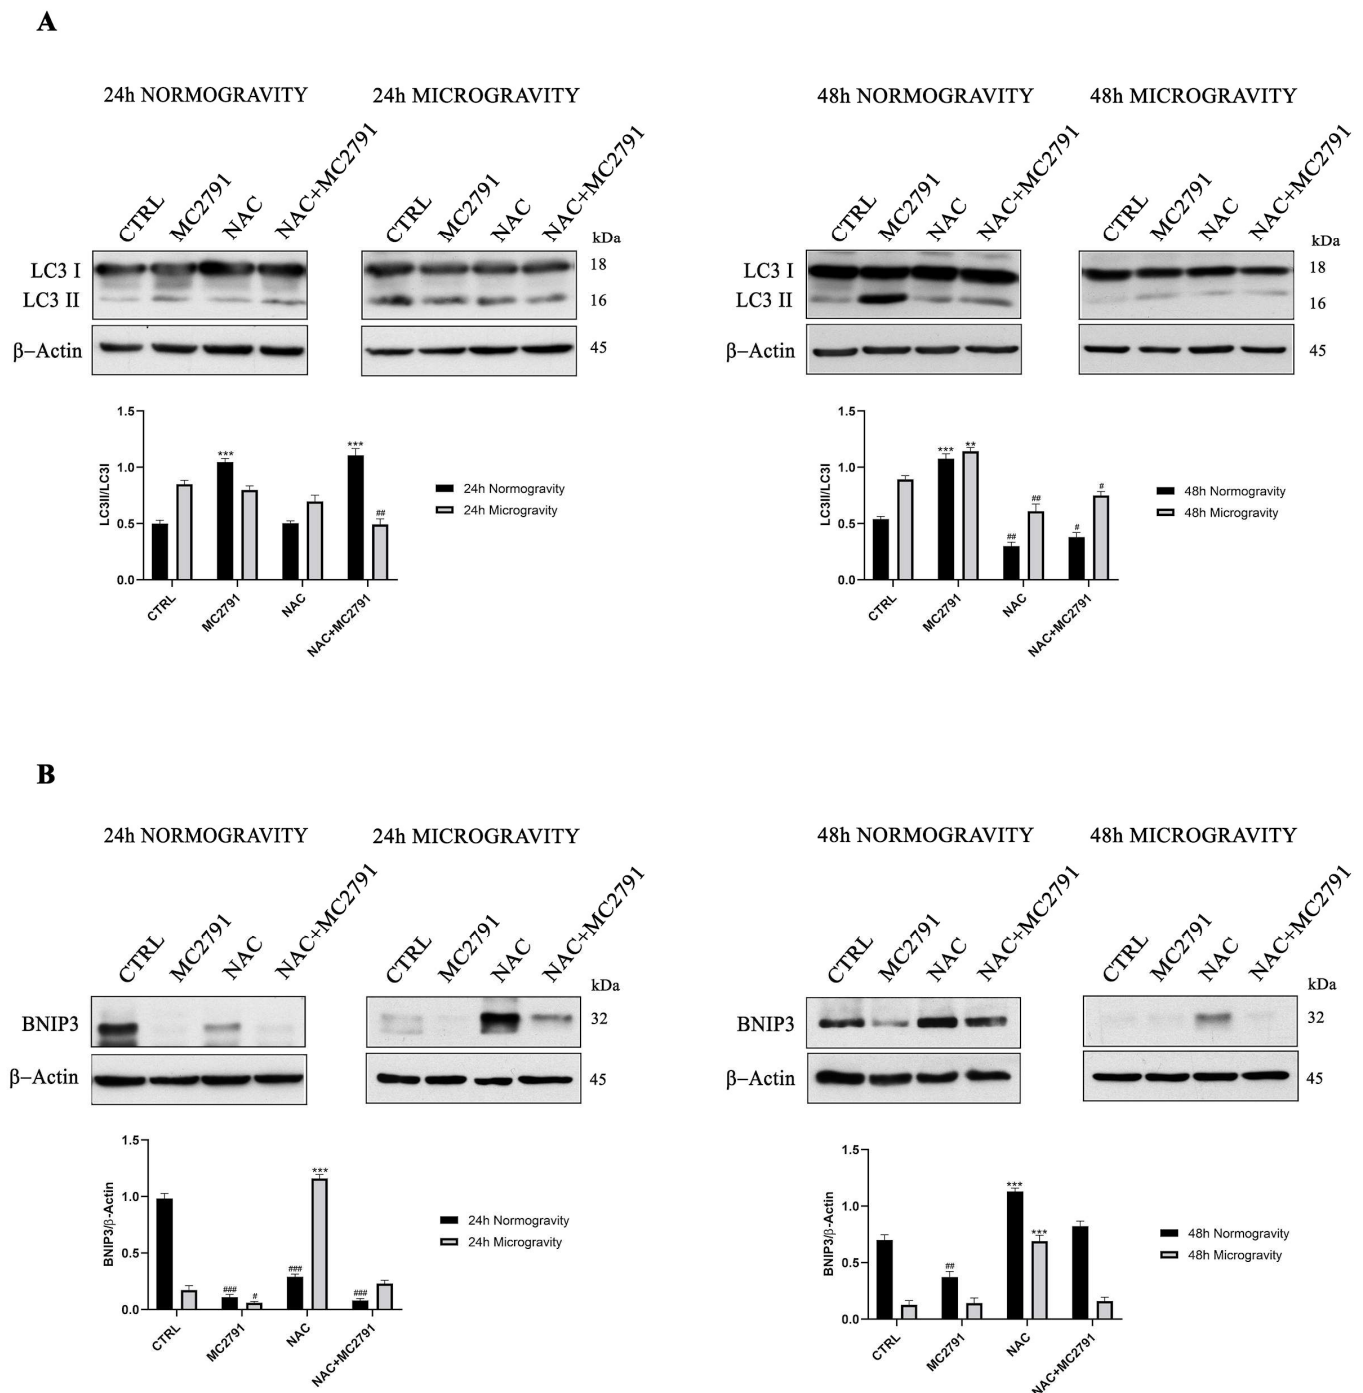 A
24h NORMOGRAVITY
24h MICROGRAVITY
48h NORMOGRAVITY
48h MICROGRAVITY
CTRL
MC2791
NAC
NAC+MC2791
CTRL
MC2791
NAC
NAC+MC2791
kDa
CTRL
MC2791
NAC
NAC+MC2791
CTRL
MC2791
NAC
NAC+MC2791
kDa
LC3 I
18
LC3 I
18
LC3 II
16
LC3 II
16
β–Actin
45
β–Actin
45
LC3II/LC3I
1.5
1.0
0.5
0.0
***
***
##
CTRL
MC2791
NAC
NAC+MC2791
24h Normogravity
24h Microgravity
LC3II/LC3I
1.5
1.0
0.5
0.0
***
**
##
##
#
#
CTRL
MC2791
NAC
NAC+MC2791
48h Normogravity
48h Microgravity
B
24h NORMOGRAVITY
24h MICROGRAVITY
48h NORMOGRAVITY
48h MICROGRAVITY
CTRL
MC2791
NAC
NAC+MC2791
CTRL
MC2791
NAC
NAC+MC2791
kDa
CTRL
MC2791
NAC
NAC+MC2791
CTRL
MC2791
NAC
NAC+MC2791
kDa
BNIP3
32
BNIP3
32
β–Actin
45
β–Actin
45
BNIP3/β-Actin
1.5
1.0
0.5
0.0
###
#
###
***
###
CTRL
MC2791
NAC
NAC+MC2791
24h Normogravity
24h Microgravity
BNIP3/β-Actin
1.5
1.0
0.5
0.0
##
***
***
CTRL
MC2791
NAC
NAC+MC2791
48h Normogravity
48h Microgravity